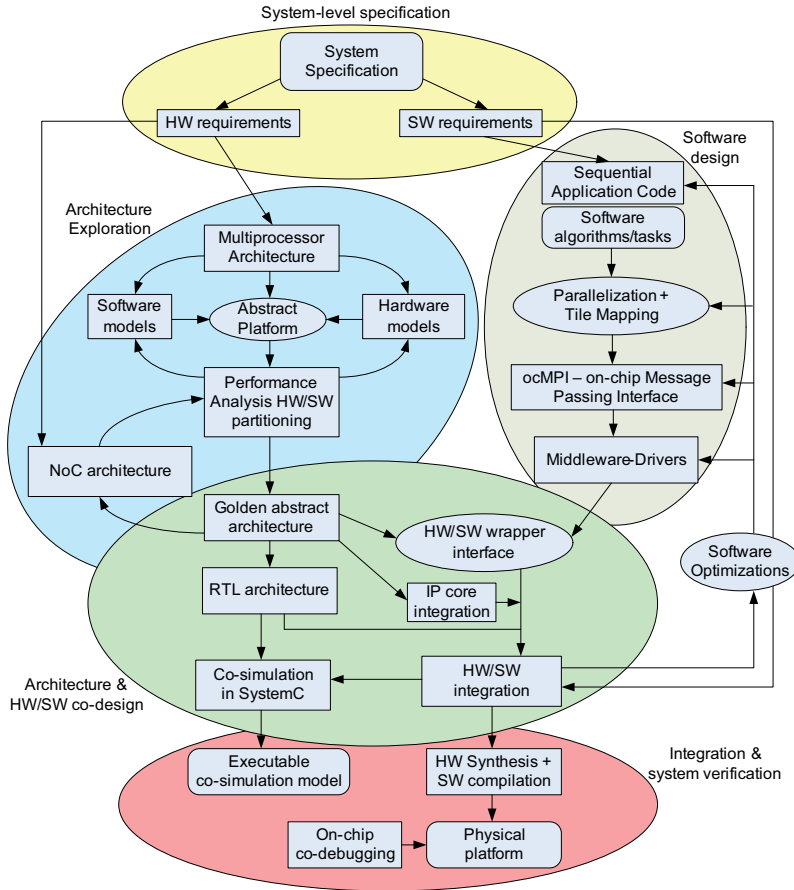 System-level specification
System
Specification
HW requirements
SW requirements
Software
design
Sequential
Application Code
Software
algorithms/tasks
Architecture
Exploration
Multiprocessor
Architecture
Software
models
Abstract
Platform
Hardware
models
Parallelization +
Tile Mapping
Performance
Analysis HW/SW
partitioning
ocMPI – on-chip Message
Passing Interface
NoC architecture
Middleware-Drivers
Golden abstract
architecture
HW/SW wrapper
interface
Software
Optimizations
RTL architecture
IP core
integration
Architecture &
HW/SW co-design
Co-simulation
in SystemC
HW/SW
integration
Executable
co-simulation model
HW Synthesis +
SW compilation
Integration &
system verification
On-chip
co-debugging
Physical
platform